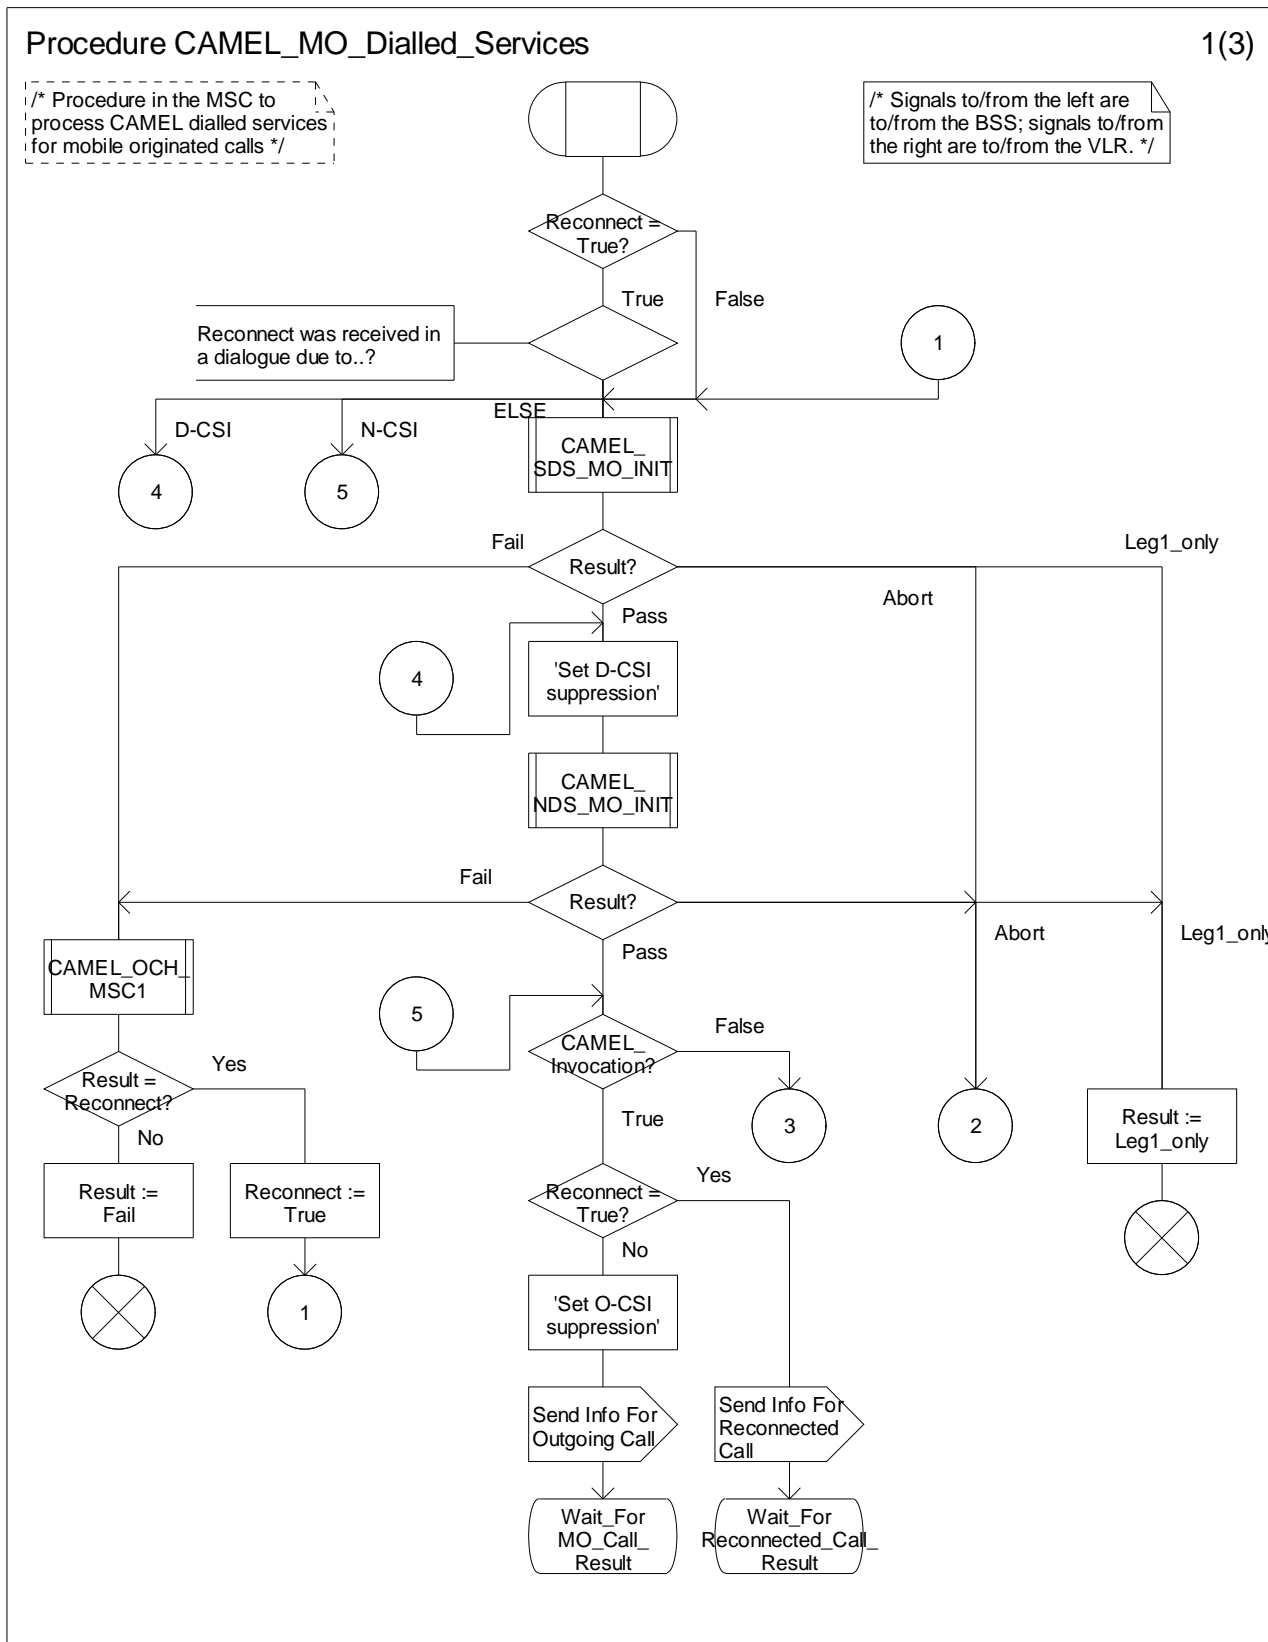 Procedure CAMEL_MO_Dialled_Services
1(3)
/* Procedure in the MSC to
process CAMEL dialled services
for mobile originated calls */
/* Signals to/from the left are
to/from the BSS; signals to/from
the right are to/from the VLR. */
Reconnect =
True?
True
False
Reconnect was received in
a dialogue due to..?
1
ELSE
D-CSI
N-CSI
CAMEL_
SDS_MO_INIT
4
5
Fail
Leg1_only
Result?
Abort
Pass
4
'Set D-CSI
suppression'
CAMEL_
NDS_MO_INIT
Fail
Result?
Abort
Leg1_only
Pass
CAMEL_OCH_
MSC1
5
False
CAMEL_
Invocation?
Yes
Result =
Reconnect?
True
3
2
Result :=
Leg1_only
No
Yes
Result :=
Fail
Reconnect :=
True
Reconnect =
True?
No
1
'Set O-CSI
suppression'
Send Info For
Outgoing Call
Send Info For
Reconnected
Call
Wait_For
MO_Call_
Result
Wait_For
Reconnected_Call_
Result